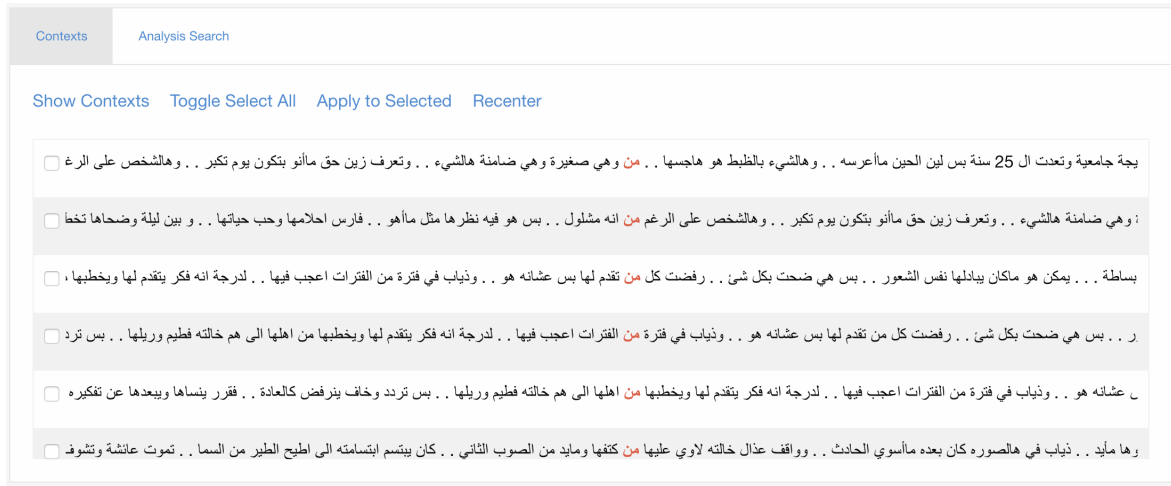 Contexts Analysis Search
Show Contexts Toggle Select All Apply to Selected Recenter
يجة جامعية وتعدت ال 25 سنة بس لين الحين ماأعرسه . . وهالشيء بالظبط هو هاجسها . . من وهي صغيرة وهي ضامنة هالشيء . . وتعرف زين حق ماأنو بتكون يوم تكبر . . وهالشخص على الرغ
وهي ضامنة هالشيء . . وتعرف زين حق ماأنو بتكون يوم تكبر . . وهالشخص على الرغم من انه مشلول . . بس هو فيه نظرها مثل ماأهو . . فارس احلامها وحب حياتها . . و بين ليلة وضحاها تخط
بساطة . . . يمكن هو ماكان يبادلها نفس الشعور . . بس هي ضحت بكل شئ . . رفضت كل من تقدم لها بس عشانه هو . . وذياب في فترة من الفترات اعجب فيها . . لدرجة انه فكر يتقدم لها ويخطبها
ر . . بس هي ضحت بكل شئ . . رفضت كل من تقدم لها بس عشانه هو . . وذياب في فترة من الفترات اعجب فيها . . لدرجة انه فكر يتقدم لها ويخطبها من اهلها الى هم خالته فطيم وريلها . . بس ترد
عشانه هو . . وذياب في فترة من الفترات اعجب فيها . . لدرجة انه فكر يتقدم لها ويخطبها من اهلها الى هم خالته فطيم وريلها . . بس تردد وخاف ينرفض كالعادة . . فقرر ينساها ويبعدها عن تفكيره
وها مأيد . . ذياب في هالصوره كان بعده ماأسوي الحادث . . وواقف عذال خالته لاوي عليها من كتفها ومايد من الصوب الثاني . . كان يبتسم ابتسامته الى اطيح الطير من السما . . تموت عائشة وتشوف